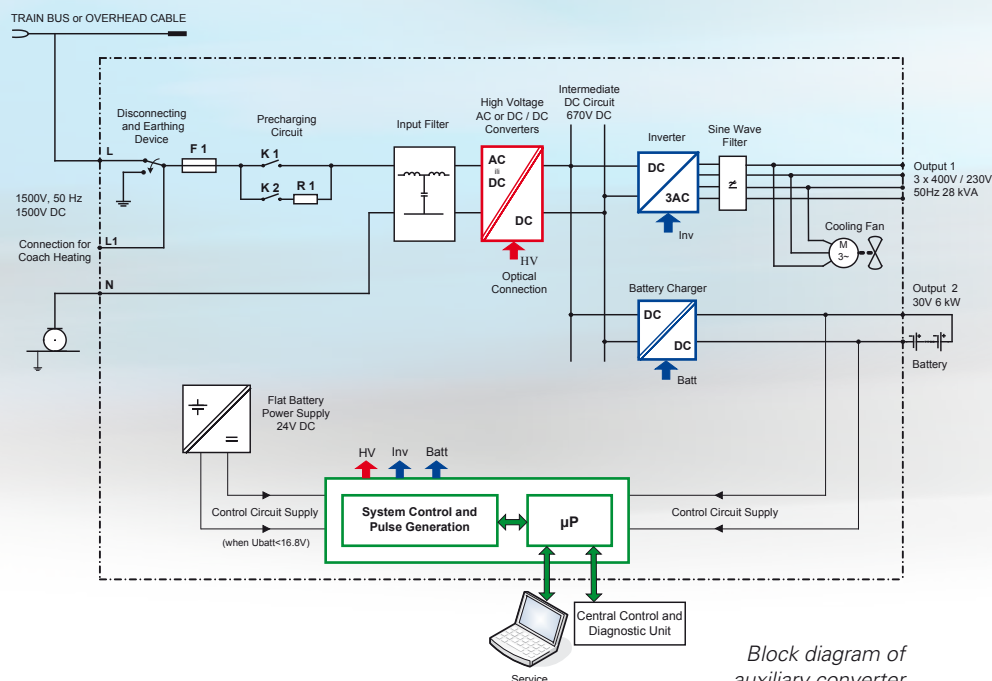 TRAIN BUS or OVERHEAD CABLE
Disconnecting
and Earthing
Device
Precharging
Circuit
Input Filter
High Voltage
AC or DC / DC
Converters
Intermediate
DC Circuit
670V DC
Inverter
Sine Wave
Filter
L
F 1
K 1
K 2
R 1
AC
DC
DC
DC
3AC
≠
Output 1
3 x 400V / 230V
50Hz 28 kVA
1500V, 50 Hz
1500V DC
Connection for
Coach Heating
L1
N
HV
Optical
Connection
Inv
Cooling Fan
M
3~
Battery Charger
DC
DC
Batt
Output 2
30V 6 kW
Battery
Flat Battery
Power Supply
24V DC
HV
Inv
Batt
Control Circuit Supply
(when Ubatt<16.8V)
System Control and
Pulse Generation
µP
Control Circuit Supply
Central Control and
Diagnostic Unit
Service
Block diagram of
auxiliary converter